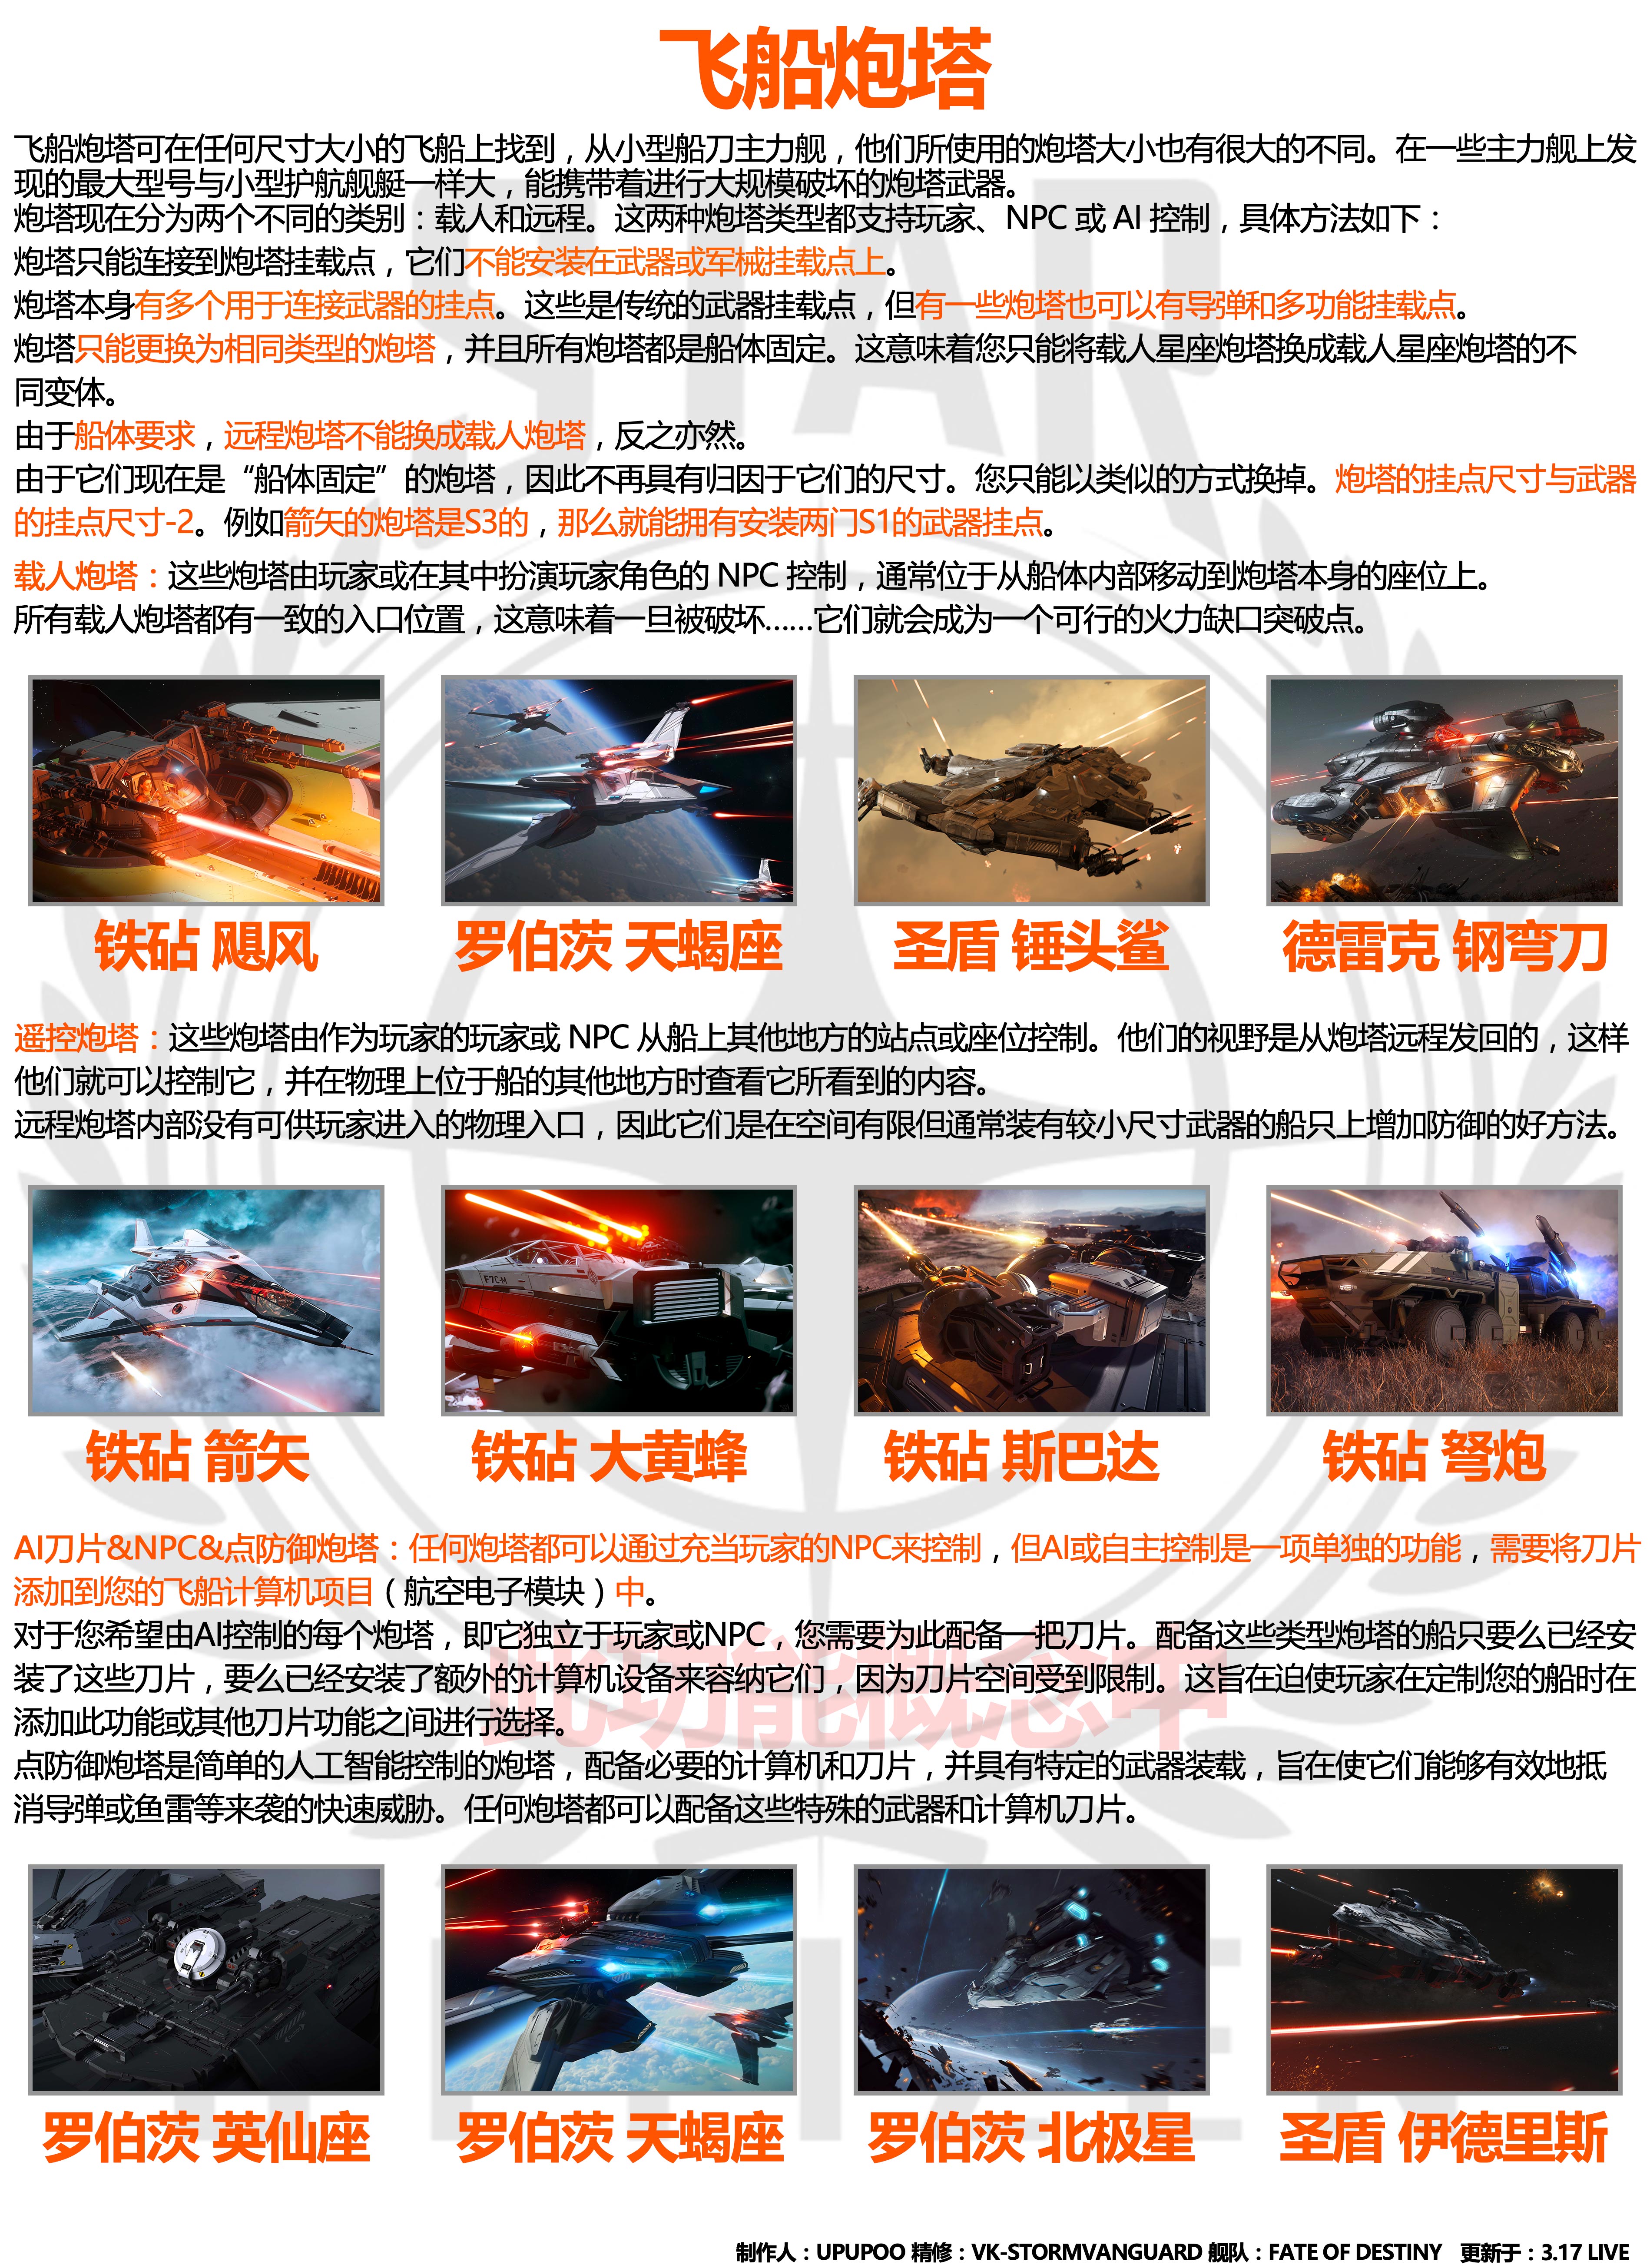 飞船炮塔
飞船炮塔可在任何尺寸大小的飞船上找到，从小型船刀主力舰，他们所使用的炮塔大小也有很大的不同。在一些主力舰上发
现的最大型号与小型护航舰艇一样大，能携带着进行大规模破坏的炮塔武器。
炮塔现在分为两个不同的类别：载人和远程。这两种炮塔类型都支持玩家、NPC 或 AI 控制，具体方法如下：
炮塔只能连接到炮塔挂载点，它们不能安装在武器或军械挂载点上。
炮塔本身有多个用于连接武器的挂点。这些是传统的武器挂载点，但有一些炮塔也可以有导弹和多功能挂载点。
炮塔只能更换为相同类型的炮塔，并且所有炮塔都是船体固定。这意味着您只能将载人星座炮塔换成载人星座炮塔的不
同变体。
由于船体要求，远程炮塔不能换成载人炮塔，反之亦然。
由于它们现在是“船体固定”的炮塔，因此不再具有归因于它们的尺寸。您只能以类似的方式换掉。炮塔的挂点尺寸与武器
的挂点尺寸-2。例如箭矢的炮塔是S3的，那么就能拥有安装两门S1的武器挂点。
载人炮塔：这些炮塔由玩家或在其中扮演玩家角色的 NPC 控制，通常位于从船体内部移动到炮塔本身的座位上。
所有载人炮塔都有一致的入口位置，这意味着一旦被破坏……它们就会成为一个可行的火力缺口突破点。
铁砧 飓风
罗伯茨 天蝎座
圣盾 锤头鲨
德雷克 钢弯刀
遥控炮塔：这些炮塔由作为玩家的玩家或 NPC 从船上其他地方的站点或座位控制。他们的视野是从炮塔远程发回的，这样
他们就可以控制它，并在物理上位于船的其他地方时查看它所看到的内容。
远程炮塔内部没有可供玩家进入的物理入口，因此它们是在空间有限但通常装有较小尺寸武器的船只上增加防御的好方法。
F7C-M
铁砧 箭矢
铁砧 大黄蜂
铁砧 斯巴达
铁砧 弩炮
AI刀片&NPC&点防御炮塔：任何炮塔都可以通过充当玩家的NPC来控制，但AI或自主控制是一项单独的功能，需要将刀片
添加到您的飞船计算机项目（航空电子模块）中。
对于您希望由AI控制的每个炮塔，即它独立于玩家或NPC，您需要为此配备一把刀片。配备这些类型炮塔的船只要么已经安
装了这些刀片，要么已经安装了额外的计算机设备来容纳它们，因为刀片空间受到限制。这旨在迫使玩家在定制您的船时在
添加此功能或其他刀片功能之间进行选择。
此功能概念中
点防御炮塔是简单的人工智能控制的炮塔，配备必要的计算机和刀片，并具有特定的武器装载，旨在使它们能够有效地抵
消导弹或鱼雷等来袭的快速威胁。任何炮塔都可以配备这些特殊的武器和计算机刀片。
罗伯茨 英仙座
罗伯茨 天蝎座
罗伯茨 北极星
圣盾 伊德里斯
制作人：UPUPOO 精修：VK-STORMVANGUARD 舰队：FATE OF DESTINY 更新于：3.17 LIVE
STAR